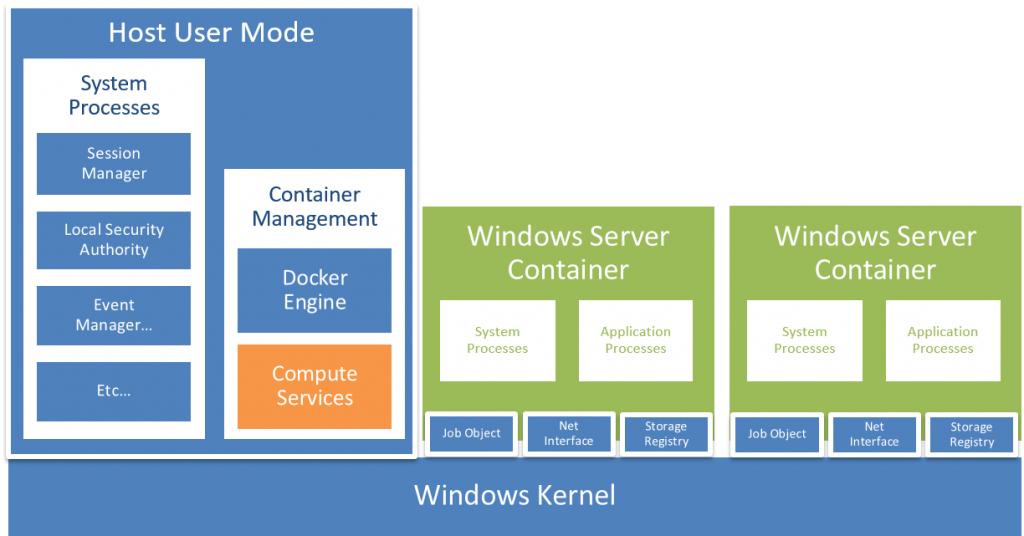 Host User Mode
System
Processes
Session
Manager
Local Security
Authority
Event
Manager...
Etc...
Container
Management
Docker
Engine
Compute
Services
Windows Server
Container
System
Processes
Application
Processes
Job Object
Net
Interface
Storage
Registry
Windows Server
Container
System
Processes
Application
Processes
Job Object
Net
Interface
Storage
Registry
Windows Kernel